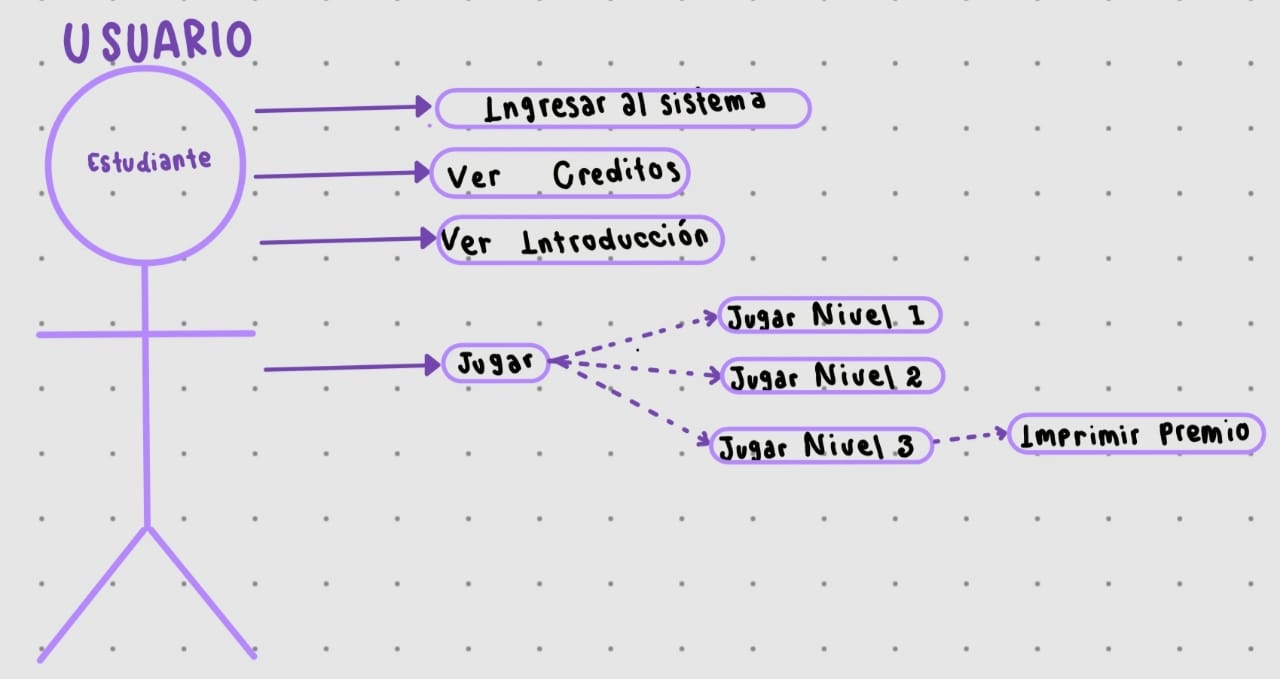 USUARIO
Estudiante
Ingresar al sistema
Ver Creditos
Ver Introducción
Jugar
Jugar Nivel 1
Jugar Nivel 2
Jugar Nivel 3
Imprimir Premio